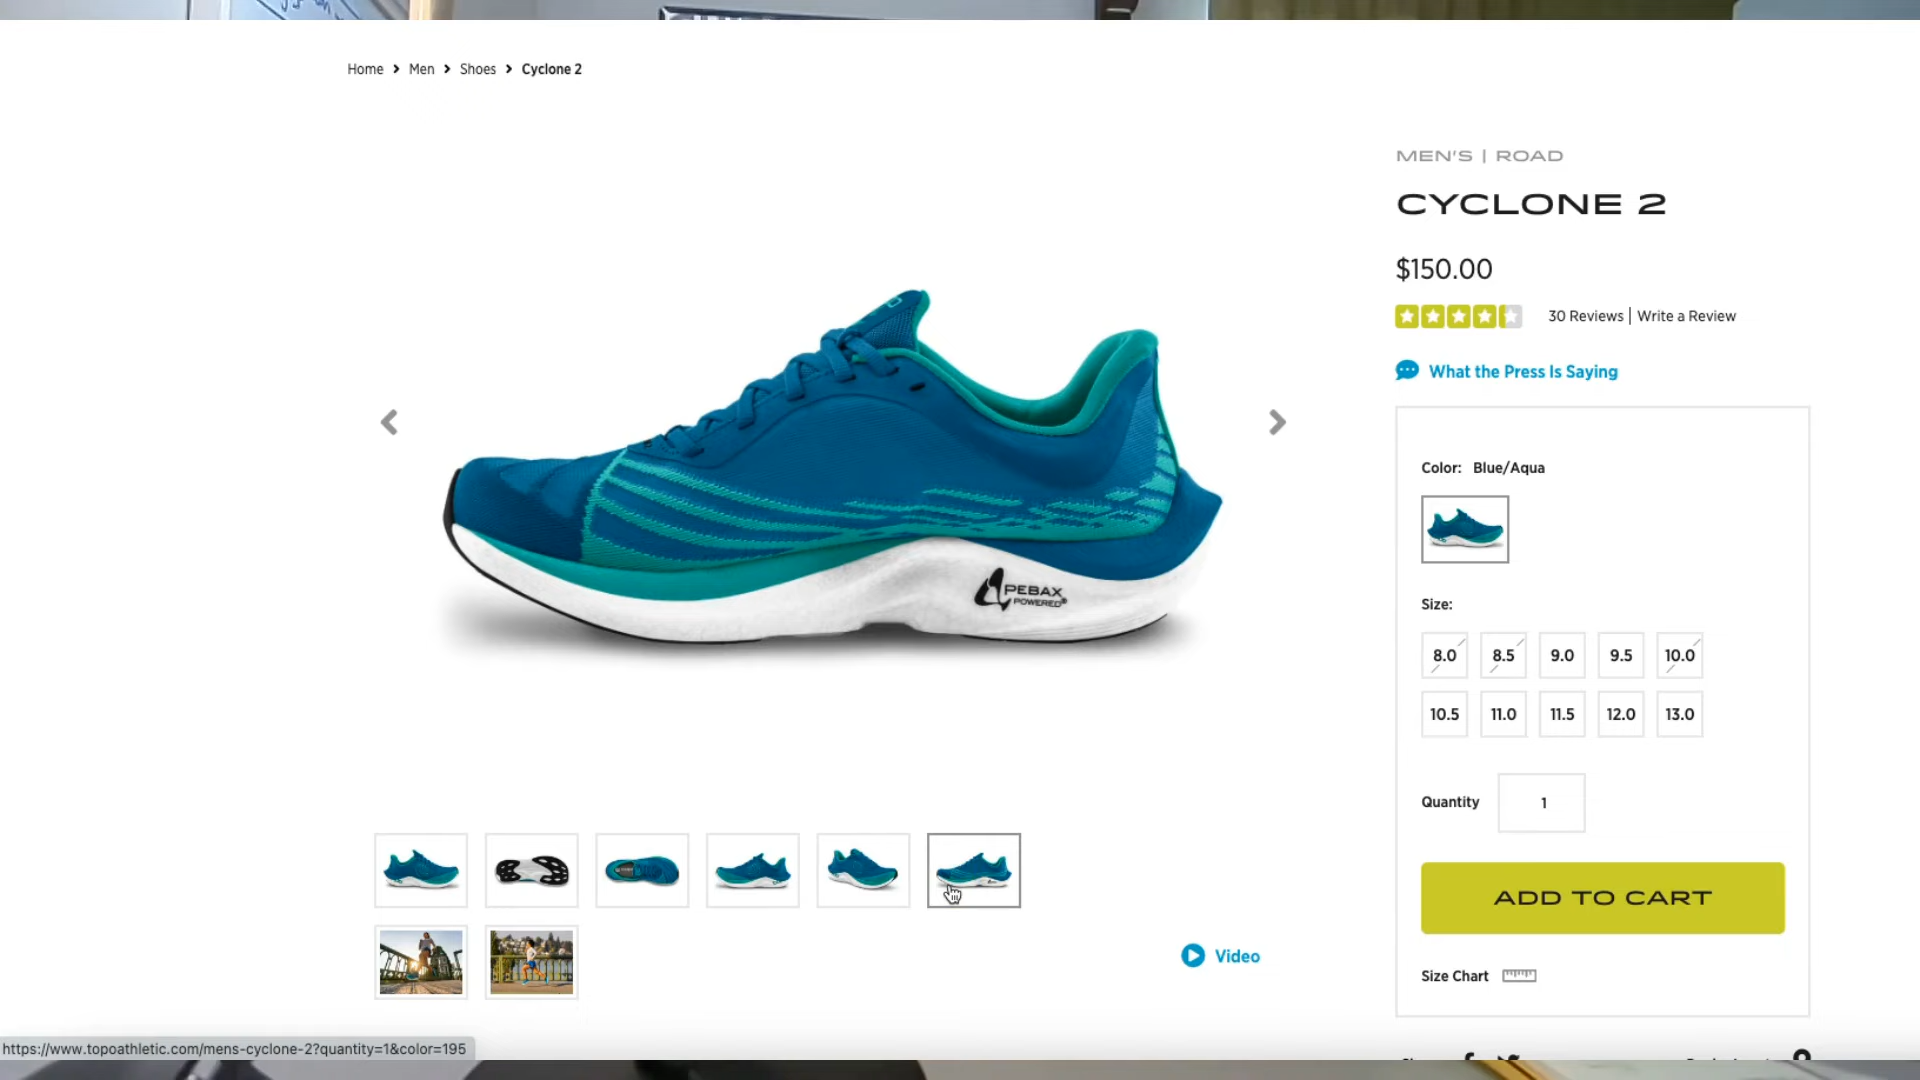 Home > Men > Shoes > Cyclone 2
MEN'S | ROAD
CYCLONE 2
$150.00
30 Reviews | Write a Review
What the Press Is Saying
Color: Blue/Aqua
PEBAX
POWERED®
Size:
8.0 8.5 9.0 9.5 10.0
10.5 11.0 11.5 12.0 13.0
Quantity 1
ADD TO CART
Video
Size Chart
https://www.topoathletic.com/mens-cyclone-2?quantity=1&color=195